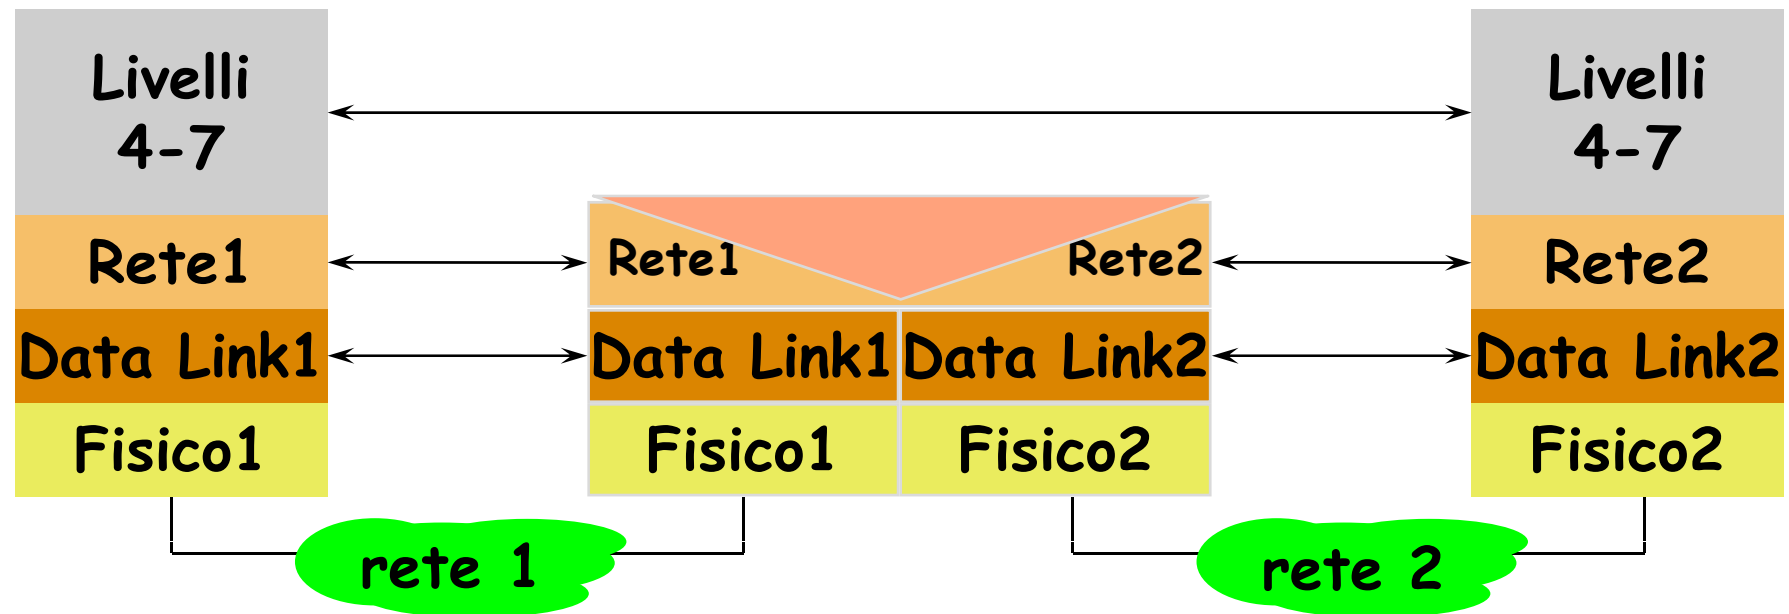 Livelli
4-7
Livelli
4-7
Rete1
Rete1
Rete2
Rete2
Data Link1
Data Link1
Data Link2
Data Link2
Fisico1
Fisico1
Fisico2
Fisico2
rete 1
rete 2